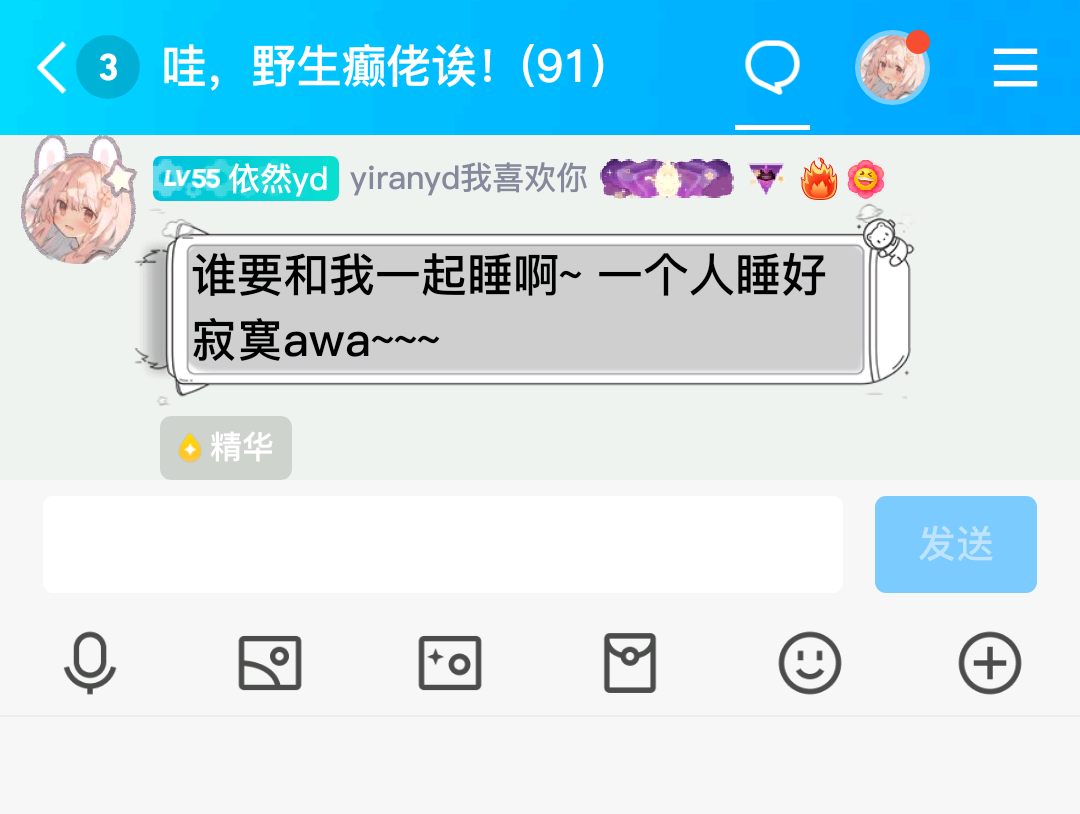 3 哇，野生癫佬诶！(91)
LV55 依然yd yiranyd我喜欢你
谁要和我一起睡啊~ 一个人睡好
寂寞awa~~~
精华
发送